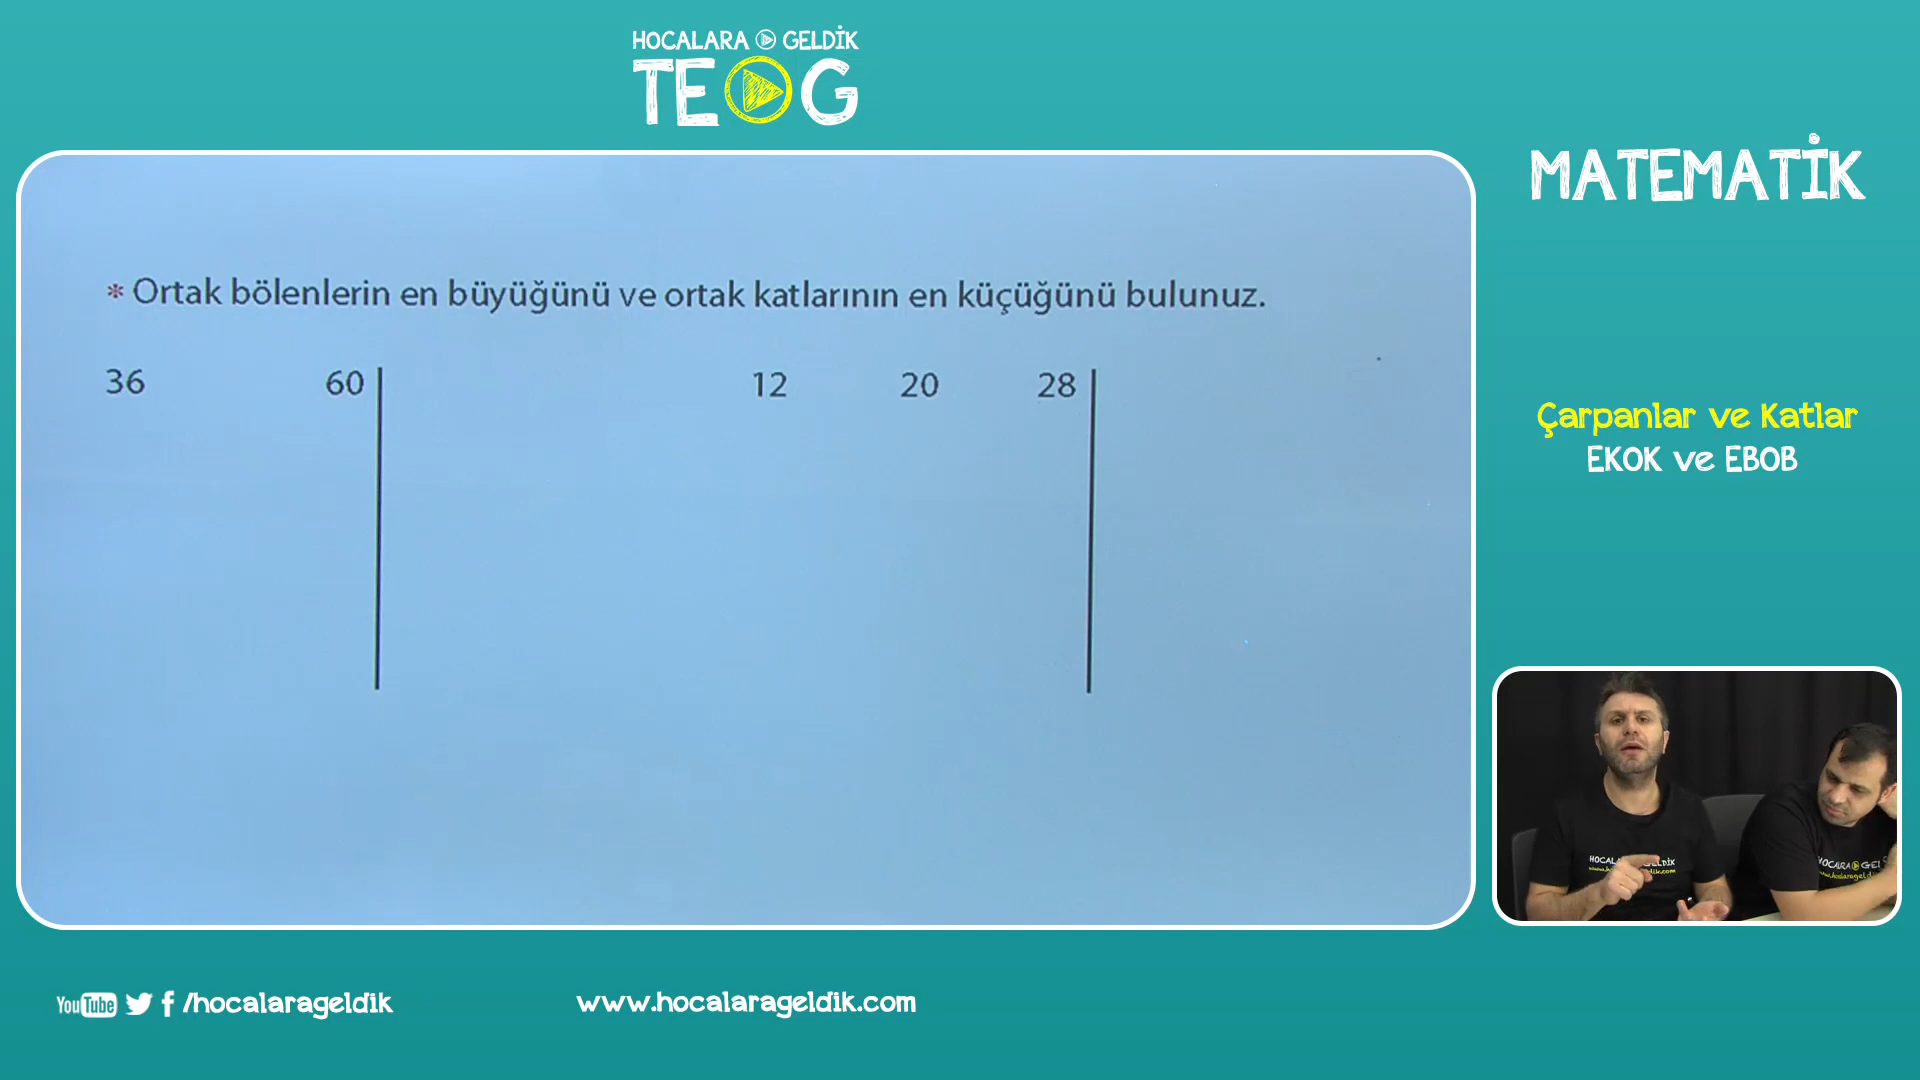 HOCALARA GELDİK
TEOG
MATEMATİK
* Ortak bölenlerin en büyüğünü ve ortak katlarının en küçüğünü bulunuz.
36 60 12 20 28
Çarpanlar ve Katlar
EKOK ve EBOB
YouTube /hocalarageldik
www.hocalarageldik.com